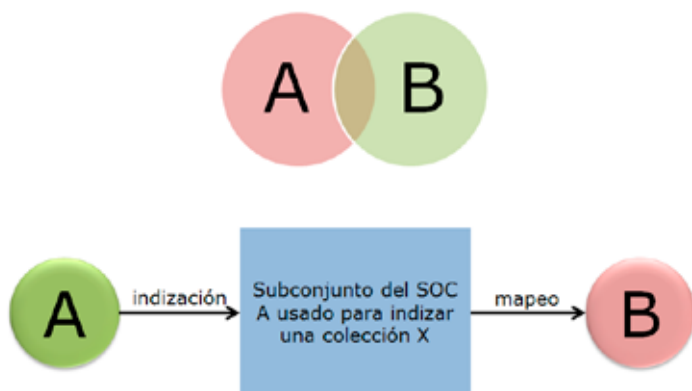 A B
A
indización
Subconjunto del SOC
A usado para indizar
una colección X
mapeo
B